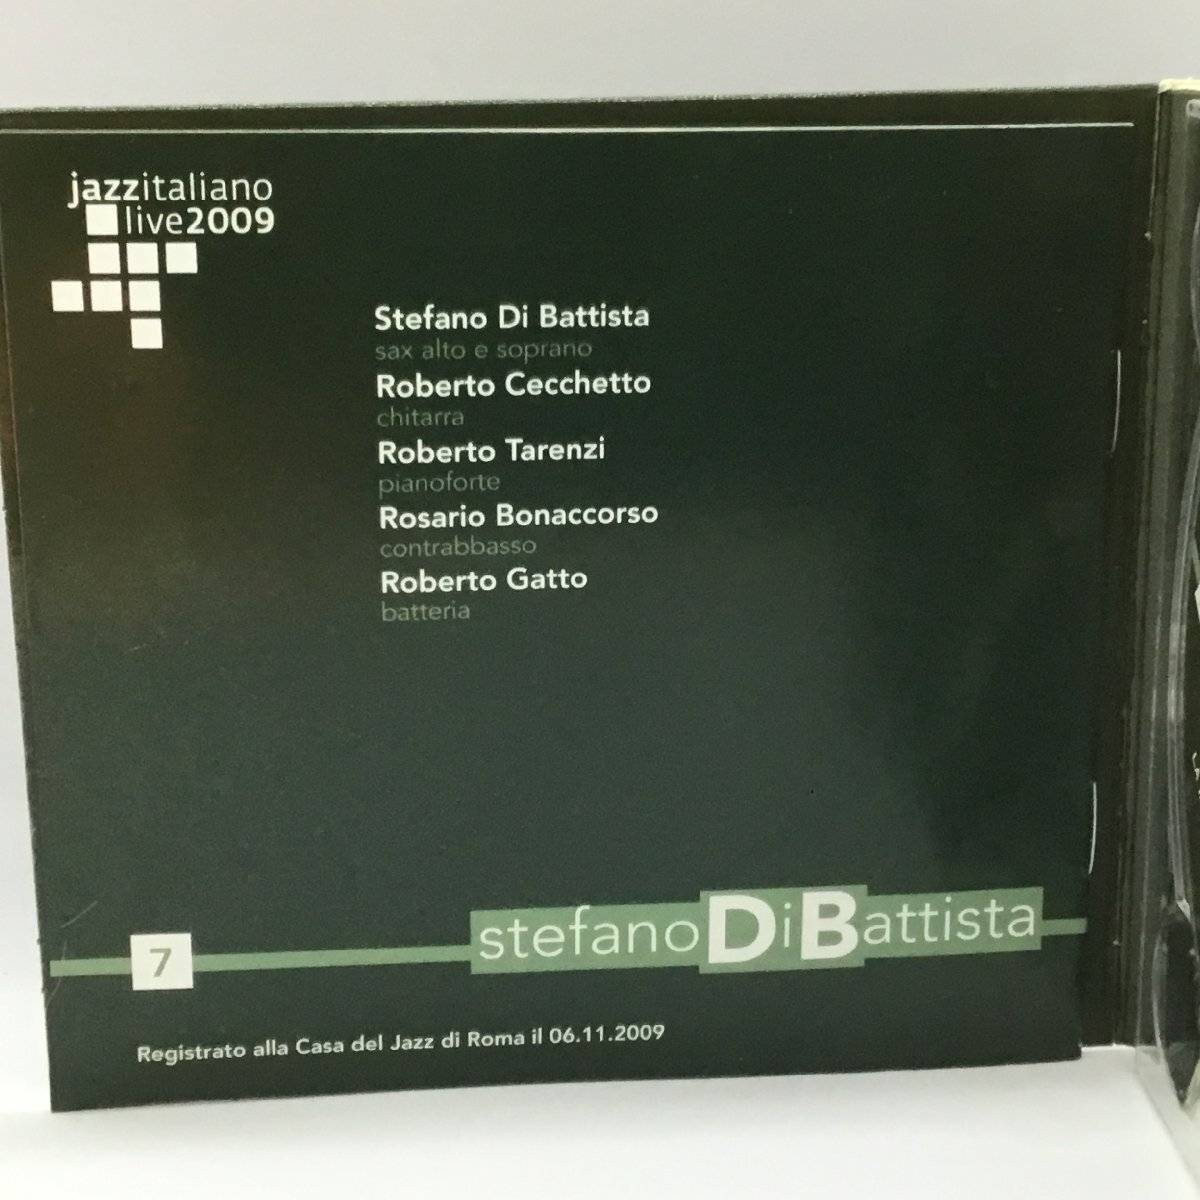 jazzitaliano
live2009
Stefano Di Battista
sax alto e soprano
Roberto Cecchetto
chitarra
Roberto Tarenzi
pianoforte
Rosario Bonaccorso
contrabbasso
Roberto Gatto
batteria
stefanoDiBattista
7
Registrato alla Casa del Jazz di Roma il 06.11.2009